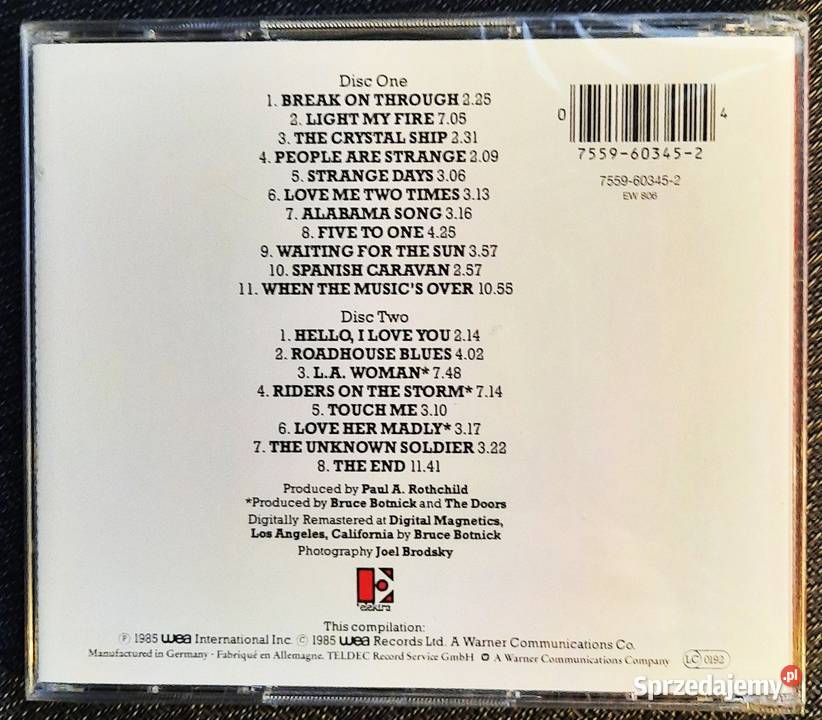 Disc One
1. BREAK ON THROUGH 2.25
2. LIGHT MY FIRE 7.05
3. THE CRYSTAL SHIP 2.31
4. PEOPLE ARE STRANGE 2.09
5. STRANGE DAYS 3.06
6. LOVE ME TWO TIMES 3.13
7. ALABAMA SONG 3.16
8. FIVE TO ONE 4.25
9. WAITING FOR THE SUN 3.57
10. SPANISH CARAVAN 2.57
11. WHEN THE MUSIC'S OVER 10.55
0 4
7559-60345-2
7559-60345-2
EW 806
Disc Two
1. HELLO, I LOVE YOU 2.14
2. ROADHOUSE BLUES 4.02
3. L.A. WOMAN* 7.48
4. RIDERS ON THE STORM* 7.14
5. TOUCH ME 3.10
6. LOVE HER MADLY* 3.17
7. THE UNKNOWN SOLDIER 3.22
8. THE END 11.41
Produced by Paul A. Rothchild
*Produced by Bruce Botnick and The Doors
Digitally Remastered at Digital Magnetics,
Los Angeles, California by Bruce Botnick
Photography Joel Brodsky
elektra
This compilation:
℗ 1985 wea International Inc. © 1985 wea Records Ltd. A Warner Communications Co.
Manufactured in Germany - Fabriqué en Allemagne. TELDEC Record Service GmbH A Warner Communications Company LC 0192
Sprzedajemy.pl